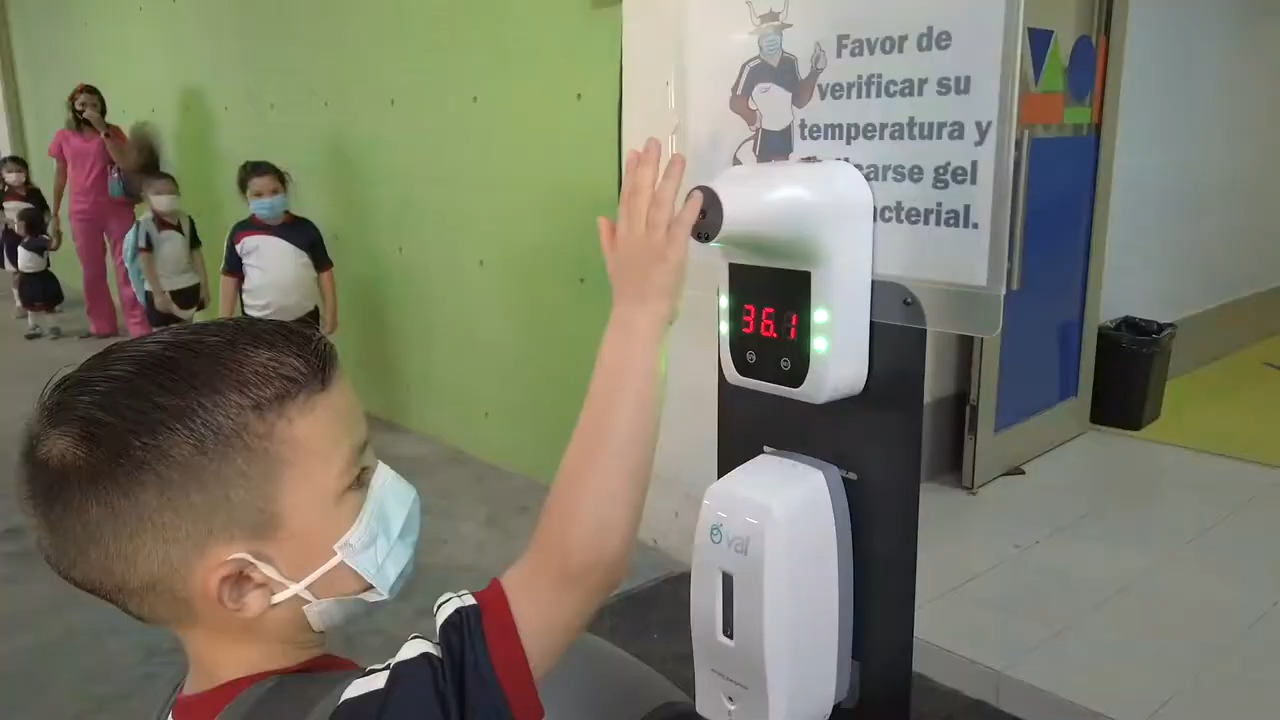 Favor de
verificar su
temperatura y
gel
36.1
val